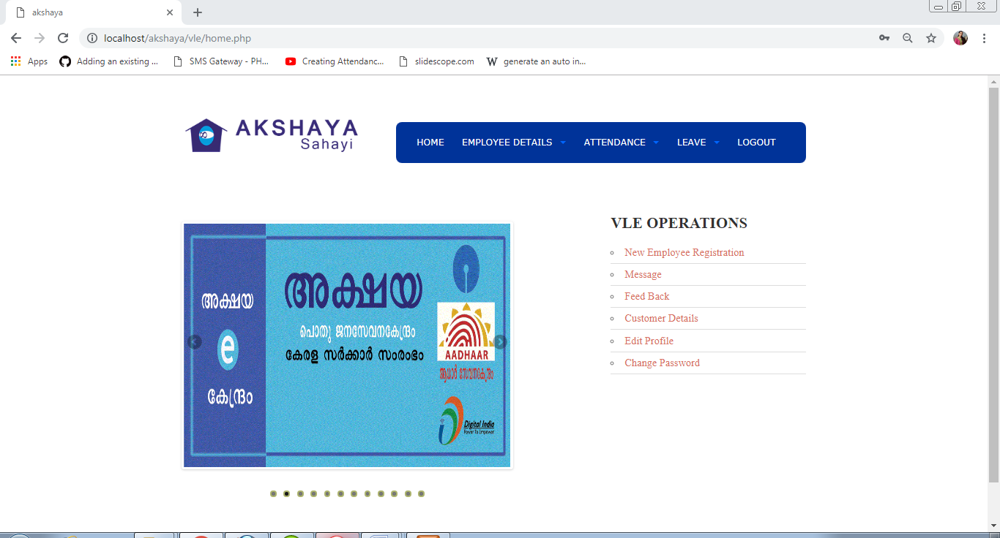 akshaya
localhost/akshaya/vle/home.php
Apps
Adding an existing ...
SMS Gateway - PH...
Creating Attendanc...
slidescope.com
W
generate an auto in...
AKSHAYA
Sahayi
HOME
EMPLOYEE DETAILS
ATTENDANCE
LEAVE
LOGOUT
അക്ഷയ
e
കേന്ദ്രം
അക്ഷയ
പൊതു ജനസേവനകേന്ദ്രം
കേരള സർക്കാർ സംരംഭം
AADHAAR
ആധാർ സേവനകേന്ദ്രം
Digital India
Power To Empower
VLE OPERATIONS
New Employee Registration
Message
Feed Back
Customer Details
Edit Profile
Change Password